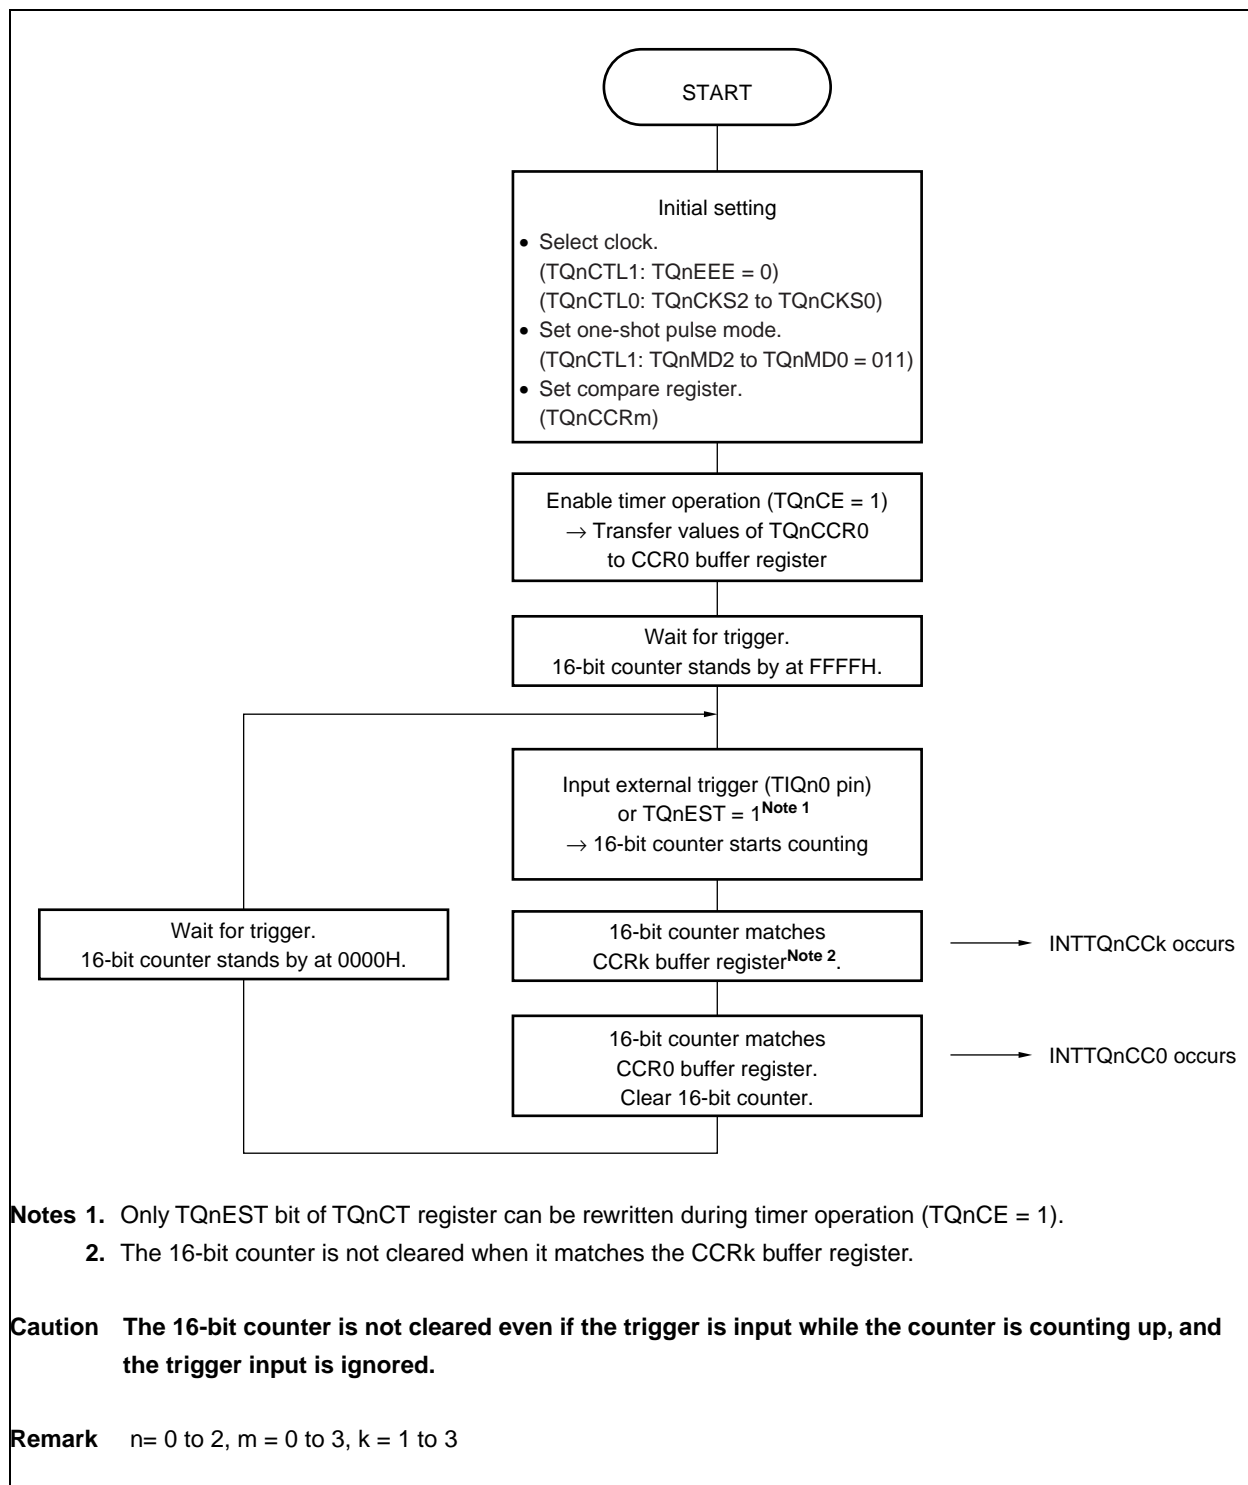 START
Initial setting
• Select clock.
(TQnCTL1: TQnEEE = 0)
(TQnCTL0: TQnCKS2 to TQnCKS0)
• Set one-shot pulse mode.
(TQnCTL1: TQnMD2 to TQnMD0 = 011)
• Set compare register.
(TQnCCRm)
Enable timer operation (TQnCE = 1)
→ Transfer values of TQnCCR0
to CCR0 buffer register
Wait for trigger.
16-bit counter stands by at FFFFH.
Input external trigger (TIQn0 pin)
or TQnEST = 1Note 1
→ 16-bit counter starts counting
Wait for trigger.
16-bit counter stands by at 0000H.
16-bit counter matches
CCRk buffer registerNote 2.
INTTQnCCk occurs
16-bit counter matches
CCR0 buffer register.
Clear 16-bit counter.
INTTQnCC0 occurs
Notes 1. Only TQnEST bit of TQnCT register can be rewritten during timer operation (TQnCE = 1).
2. The 16-bit counter is not cleared when it matches the CCRk buffer register.
Caution The 16-bit counter is not cleared even if the trigger is input while the counter is counting up, and
the trigger input is ignored.
Remark n= 0 to 2, m = 0 to 3, k = 1 to 3